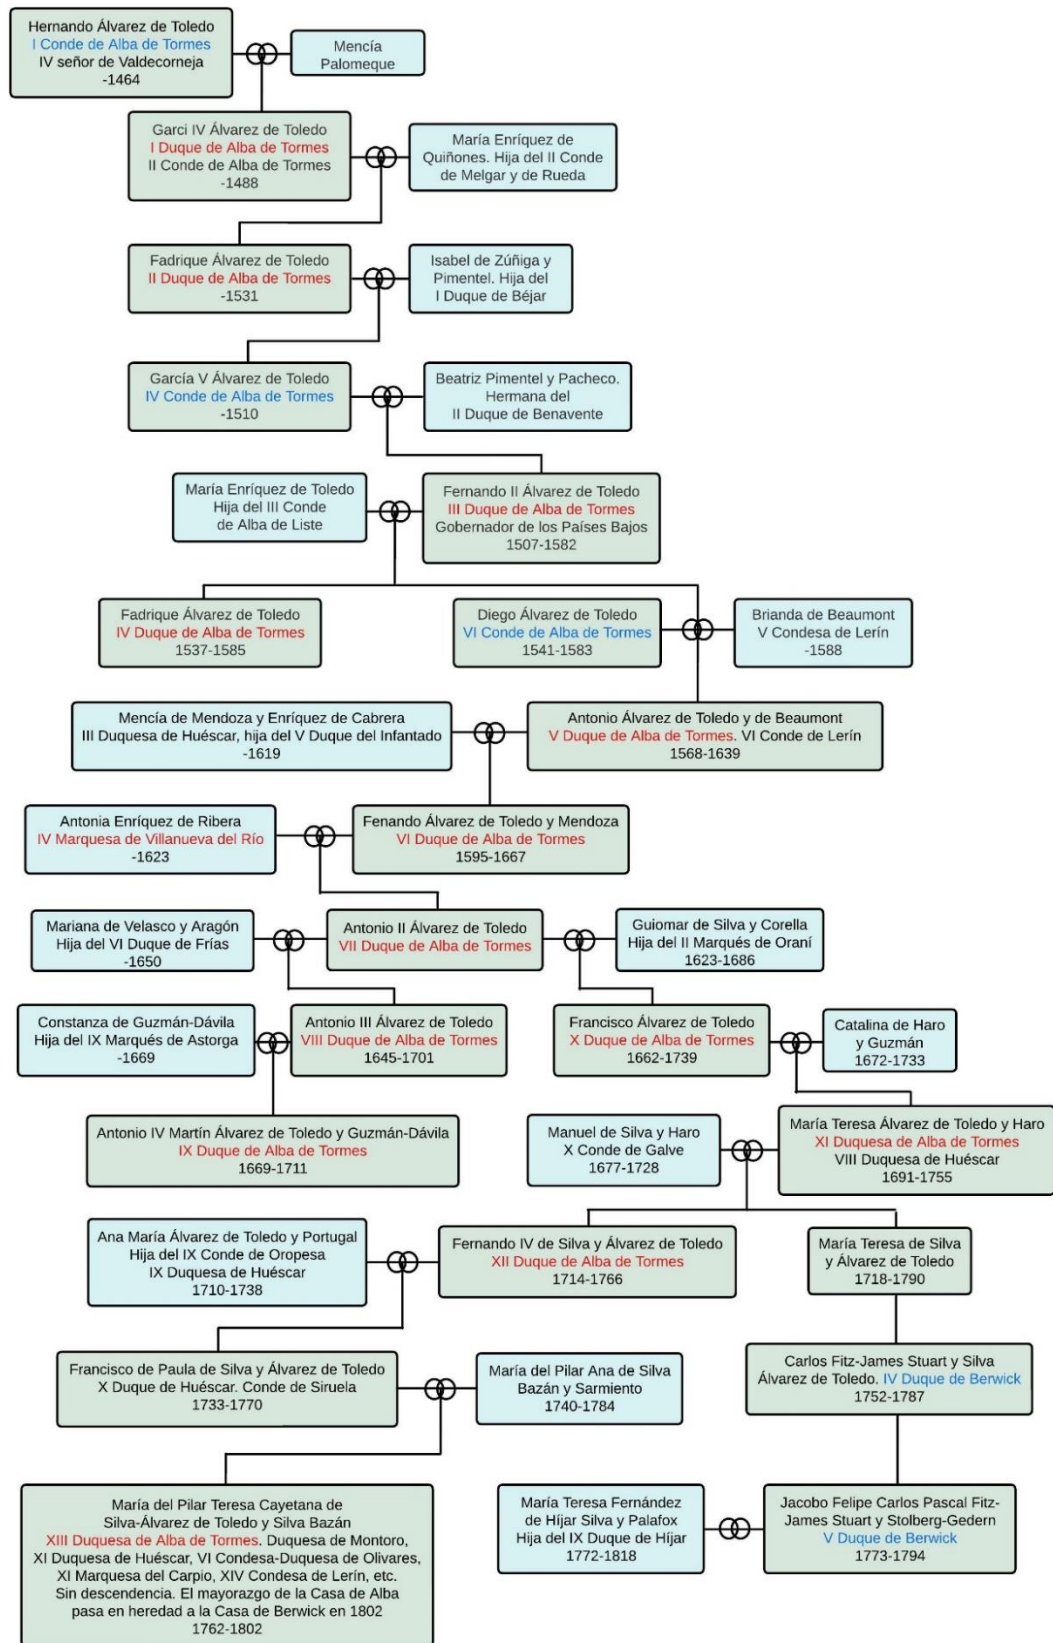 Hernando Álvarez de Toledo
I Conde de Alba de Tormes
IV señor de Valdecorneja
-1464
Mencía
Palomeque
Garci IV Álvarez de Toledo
I Duque de Alba de Tormes
II Conde de Alba de Tormes
-1488
María Enríquez de
Quiñones. Hija del II Conde
de Melgar y de Rueda
Fadrique Álvarez de Toledo
II Duque de Alba de Tormes
-1531
Isabel de Zúñiga y
Pimentel. Hija del
I Duque de Béjar
García V Álvarez de Toledo
IV Conde de Alba de Tormes
-1510
Beatriz Pimentel y Pacheco.
Hermana del
II Duque de Benavente
María Enríquez de Toledo
Hija del III Conde
de Alba de Liste
Fernando II Álvarez de Toledo
III Duque de Alba de Tormes
Gobernador de los Países Bajos
1507-1582
Fadrique Álvarez de Toledo
IV Duque de Alba de Tormes
1537-1585
Diego Álvarez de Toledo
VI Conde de Alba de Tormes
1541-1583
Brianda de Beaumont
V Condesa de Lerín
-1588
Mencía de Mendoza y Enríquez de Cabrera
III Duquesa de Huéscar, hija del V Duque del Infantado
-1619
Antonio Álvarez de Toledo y de Beaumont
V Duque de Alba de Tormes. VI Conde de Lerín
1568-1639
Antonia Enríquez de Ribera
IV Marquesa de Villanueva del Río
-1623
Fenando Álvarez de Toledo y Mendoza
VI Duque de Alba de Tormes
1595-1667
Mariana de Velasco y Aragón
Hija del VI Duque de Frías
-1650
Antonio II Álvarez de Toledo
VII Duque de Alba de Tormes
Guiomar de Silva y Corella
Hija del II Marqués de Oraní
1623-1686
Constanza de Guzmán-Dávila
Hija del IX Marqués de Astorga
-1669
Antonio III Álvarez de Toledo
VIII Duque de Alba de Tormes
1645-1701
Francisco Álvarez de Toledo
X Duque de Alba de Tormes
1662-1739
Catalina de Haro
y Guzmán
1672-1733
Antonio IV Martín Álvarez de Toledo y Guzmán-Dávila
IX Duque de Alba de Tormes
1669-1711
Manuel de Silva y Haro
X Conde de Galve
1677-1728
María Teresa Álvarez de Toledo y Haro
XI Duquesa de Alba de Tormes
VIII Duquesa de Huéscar
1691-1755
Ana María Álvarez de Toledo y Portugal
Hija del IX Conde de Oropesa
IX Duquesa de Huéscar
1710-1738
Fernando IV de Silva y Álvarez de Toledo
XII Duque de Alba de Tormes
1714-1766
María Teresa de Silva
y Álvarez de Toledo
1718-1790
Francisco de Paula de Silva y Álvarez de Toledo
X Duque de Huéscar. Conde de Siruela
1733-1770
María del Pilar Ana de Silva
Bazán y Sarmiento
1740-1784
Carlos Fitz-James Stuart y Silva
Álvarez de Toledo. IV Duque de Berwick
1752-1787
María del Pilar Teresa Cayetana de
Silva-Álvarez de Toledo y Silva Bazán
XIII Duquesa de Alba de Tormes. Duquesa de Montoro,
XI Duquesa de Huéscar, VI Condesa-Duquesa de Olivares,
XI Marquesa del Carpio, XIV Condesa de Lerín, etc.
Sin descendencia. El mayorazgo de la Casa de Alba
pasa en heredad a la Casa de Berwick en 1802
1762-1802
María Teresa Fernández
de Híjar Silva y Palafox
Hija del IX Duque de Híjar
1772-1818
Jacobo Felipe Carlos Pascal Fitz-
James Stuart y Stolberg-Gedern
V Duque de Berwick
1773-1794